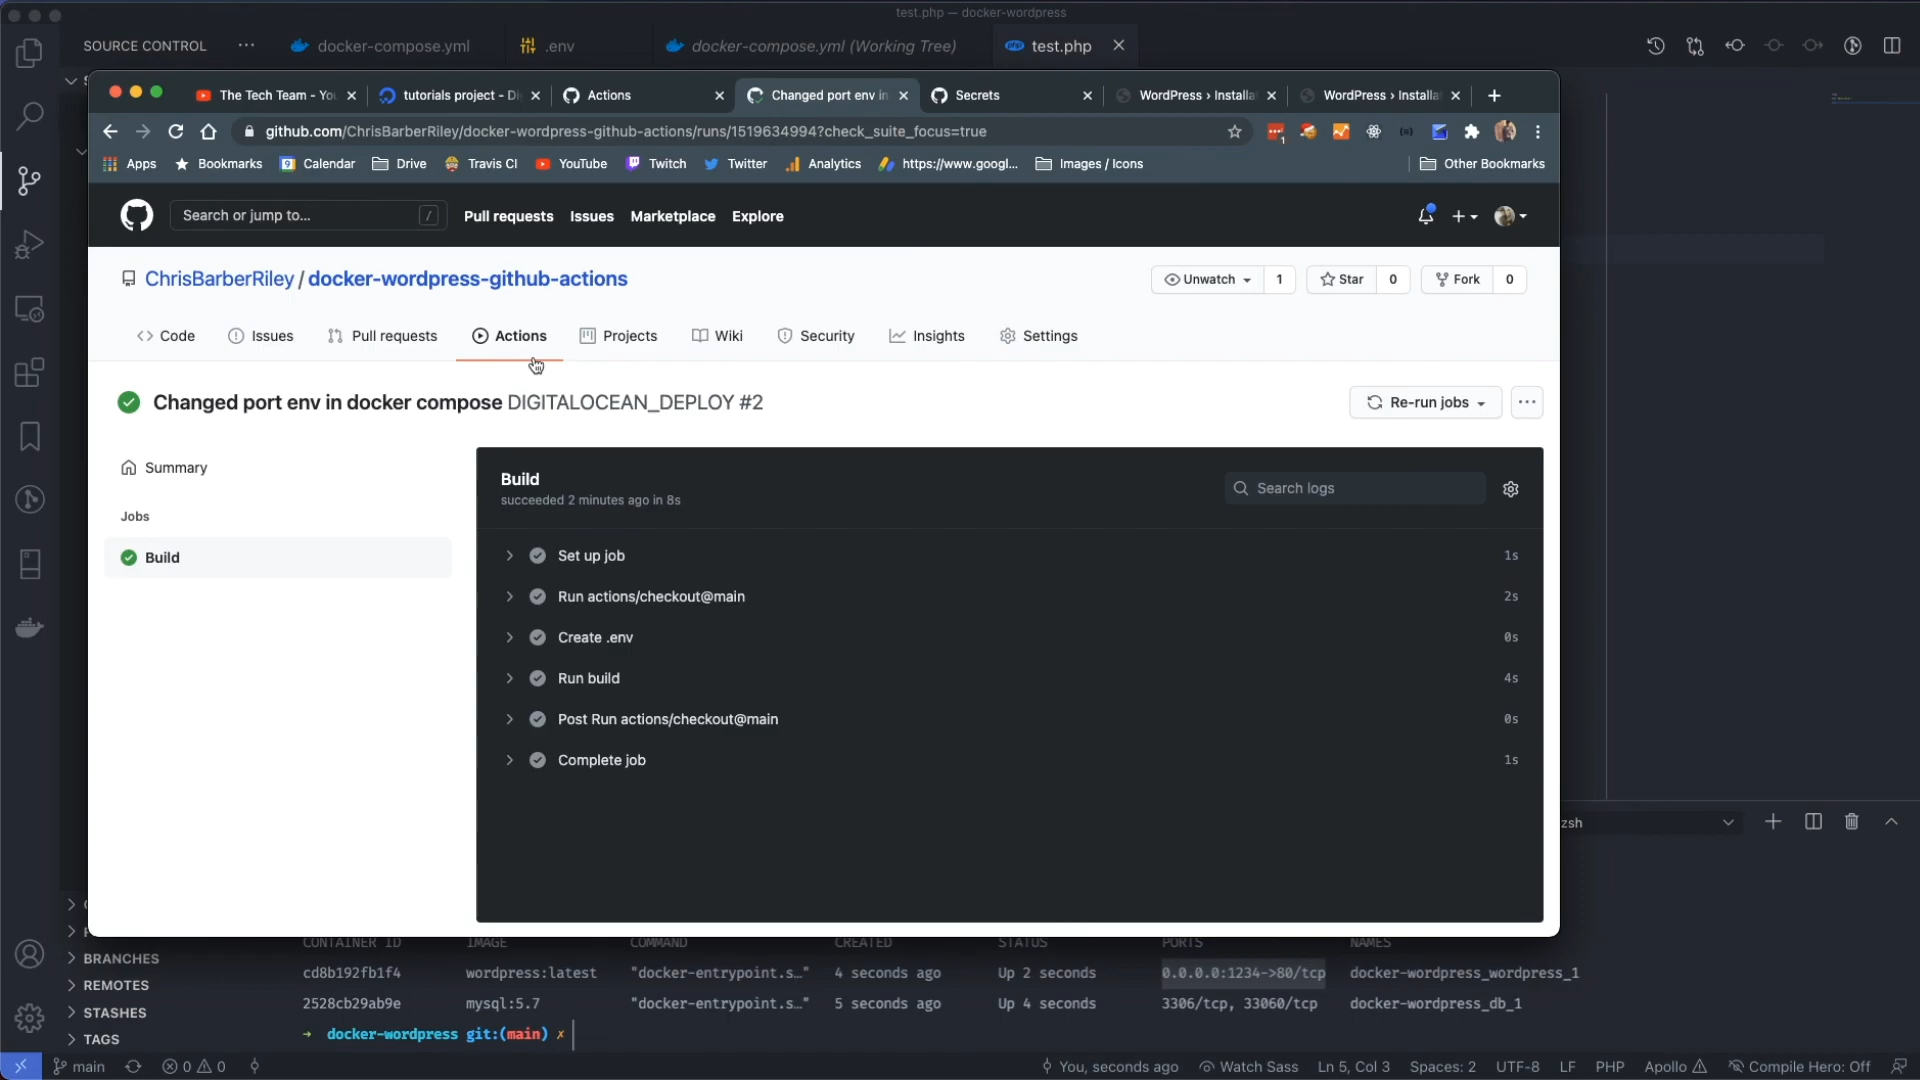 test.php — docker-wordpress
SOURCE CONTROL
docker-compose.yml
.env
docker-compose.yml (Working Tree)
test.php
The Tech Team - You
tutorials project - Di
Actions
Changed port env in
Secrets
WordPress › Installa
WordPress › Installa
github.com/ChrisBarberRiley/docker-wordpress-github-actions/runs/1519634994?check_suite_focus=true
Apps
Bookmarks
Calendar
Drive
Travis CI
YouTube
Twitch
Twitter
Analytics
https://www.googl...
Images / Icons
Other Bookmarks
Search or jump to...
/
Pull requests
Issues
Marketplace
Explore
ChrisBarberRiley / docker-wordpress-github-actions
Unwatch 1
Star 0
Fork 0
Code
Issues
Pull requests
Actions
Projects
Wiki
Security
Insights
Settings
Changed port env in docker compose DIGITALOCEAN_DEPLOY #2
Re-run jobs
Summary
Jobs
Build
Build
succeeded 2 minutes ago in 8s
Search logs
Set up job 1s
Run actions/checkout@main 2s
Create .env 0s
Run build 4s
Post Run actions/checkout@main 0s
Complete job 1s
zsh
BRANCHES
REMOTES
STASHES
TAGS
CONTAINER ID IMAGE COMMAND CREATED STATUS PORTS NAMES
cd8b192fb1f4 wordpress:latest "docker-entrypoint.s…" 4 seconds ago Up 2 seconds 0.0.0.0:1234->80/tcp docker-wordpress_wordpress_1
2528cb29ab9e mysql:5.7 "docker-entrypoint.s…" 5 seconds ago Up 4 seconds 3306/tcp, 33060/tcp docker-wordpress_db_1
→ docker-wordpress git:(main) ✗
main
0 0
You, seconds ago
Watch Sass
Ln 5, Col 3
Spaces: 2
UTF-8
LF
PHP
Apollo
Compile Hero: Off